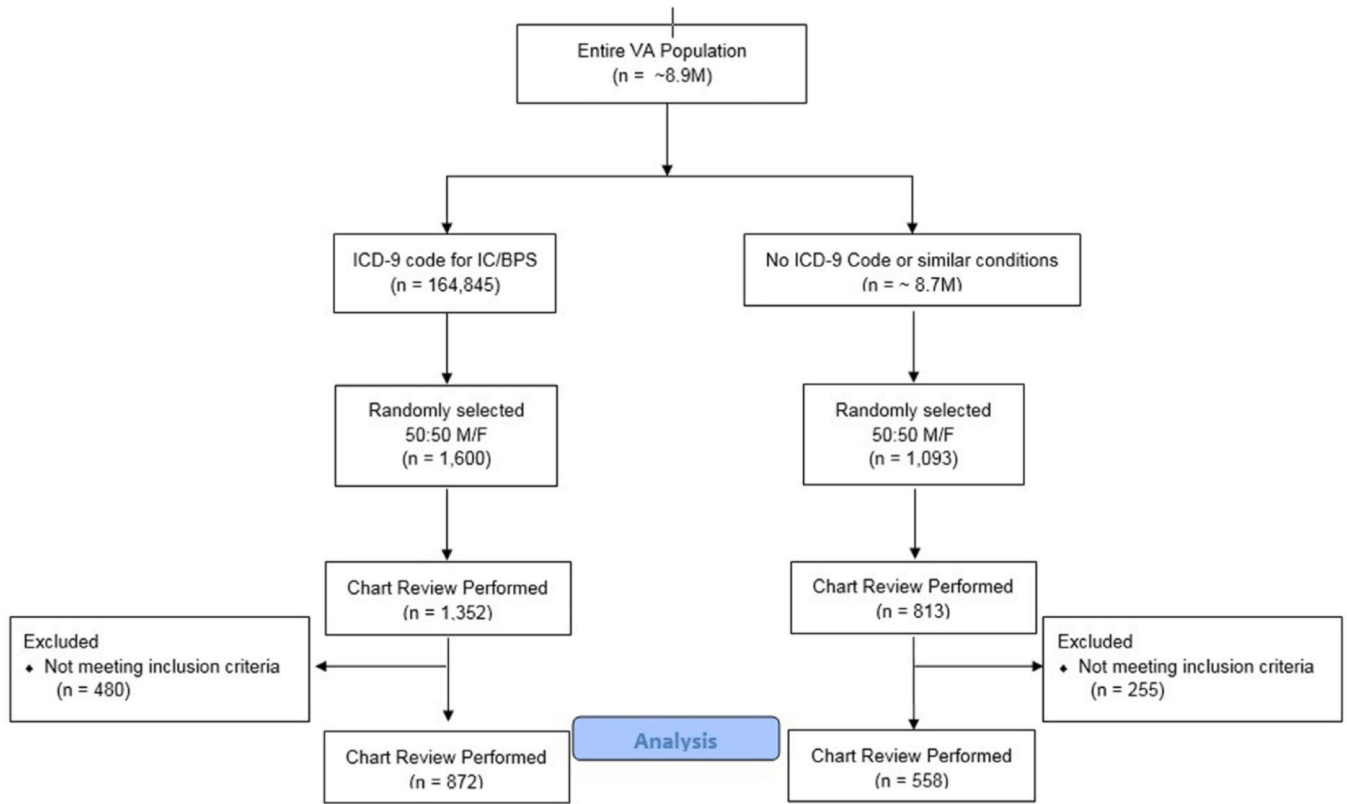 Entire VA Population
(n = ~8.9M)
ICD-9 code for IC/BPS
(n = 164,845)
No ICD-9 Code or similar conditions
(n = ~ 8.7M)
Randomly selected
50:50 M/F
(n = 1,600)
Randomly selected
50:50 M/F
(n = 1,093)
Chart Review Performed
(n = 1,352)
Chart Review Performed
(n = 813)
Excluded
⬥ Not meeting inclusion criteria
(n = 480)
Excluded
⬥ Not meeting inclusion criteria
(n = 255)
Chart Review Performed
(n = 872)
Analysis
Chart Review Performed
(n = 558)